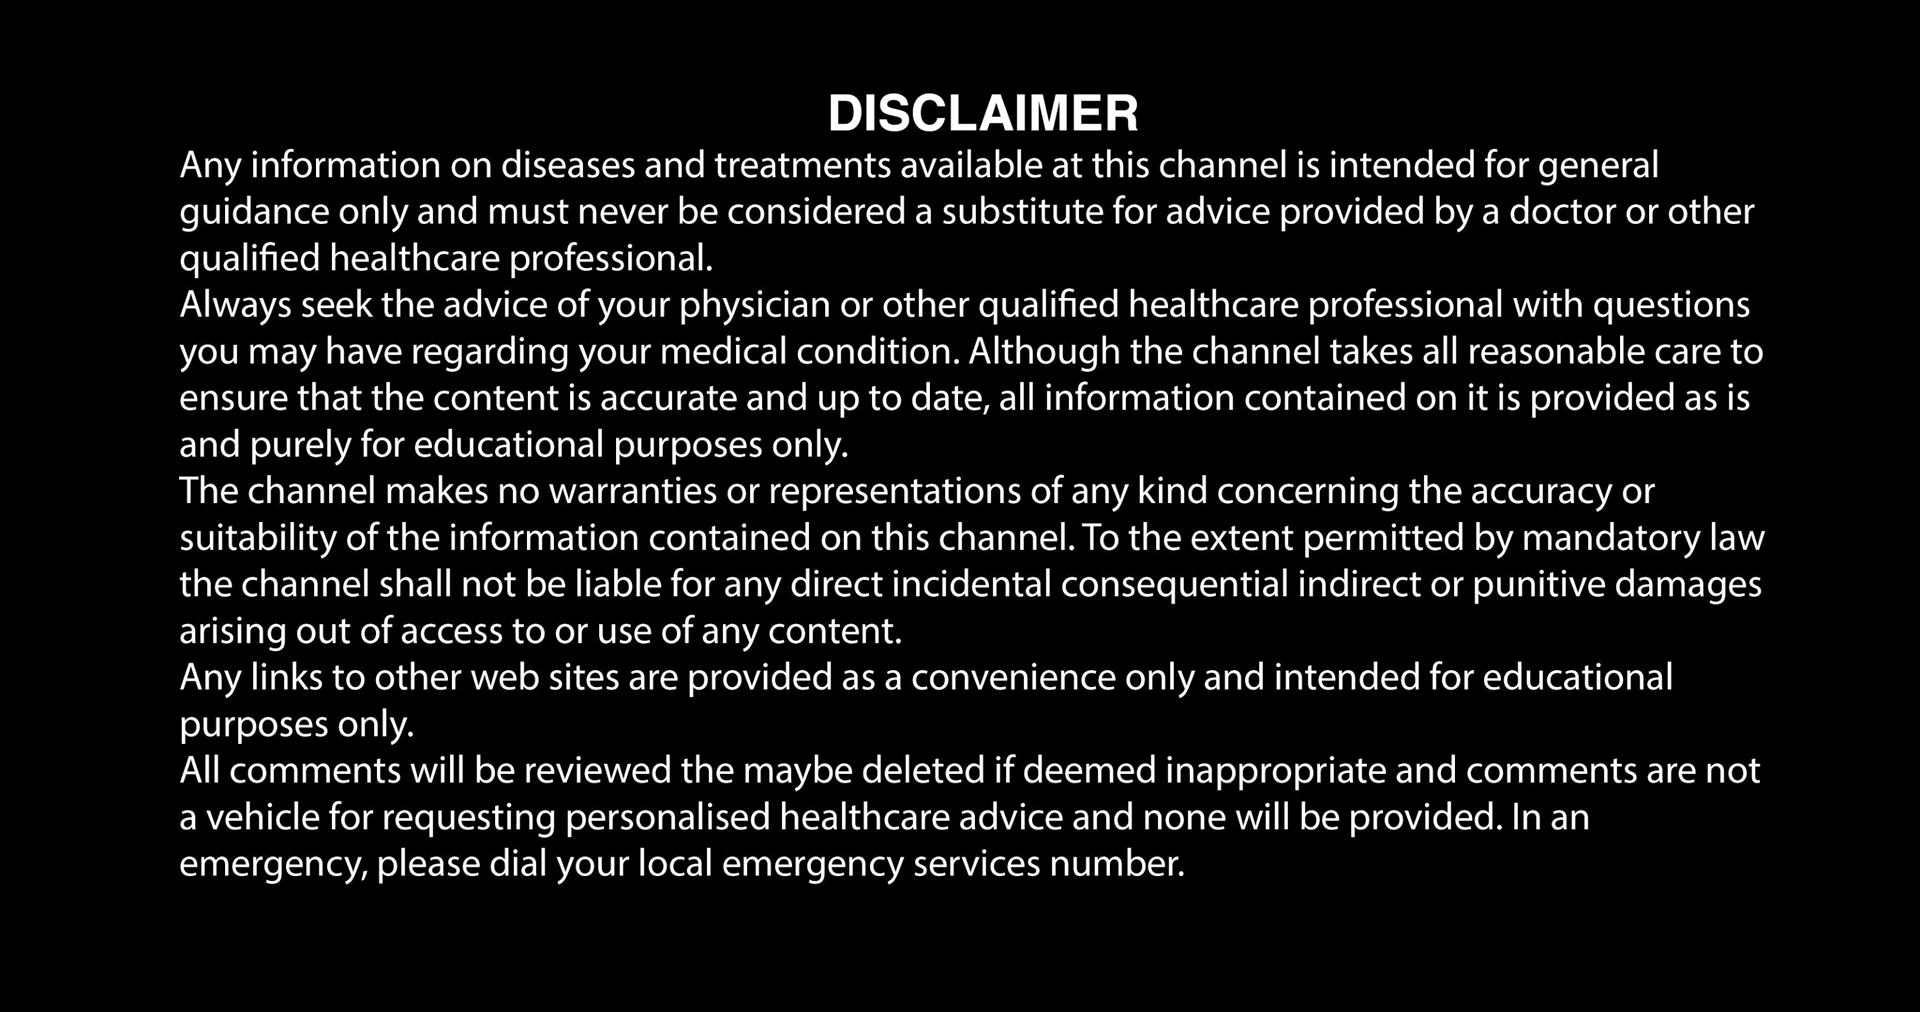 DISCLAIMER
Any information on diseases and treatments available at this channel is intended for general
guidance only and must never be considered a substitute for advice provided by a doctor or other
qualified healthcare professional.
Always seek the advice of your physician or other qualified healthcare professional with questions
you may have regarding your medical condition. Although the channel takes all reasonable care to
ensure that the content is accurate and up to date, all information contained on it is provided as is
and purely for educational purposes only.
The channel makes no warranties or representations of any kind concerning the accuracy or
suitability of the information contained on this channel. To the extent permitted by mandatory law
the channel shall not be liable for any direct incidental consequential indirect or punitive damages
arising out of access to or use of any content.
Any links to other web sites are provided as a convenience only and intended for educational
purposes only.
All comments will be reviewed the maybe deleted if deemed inappropriate and comments are not
a vehicle for requesting personalised healthcare advice and none will be provided. In an
emergency, please dial your local emergency services number.